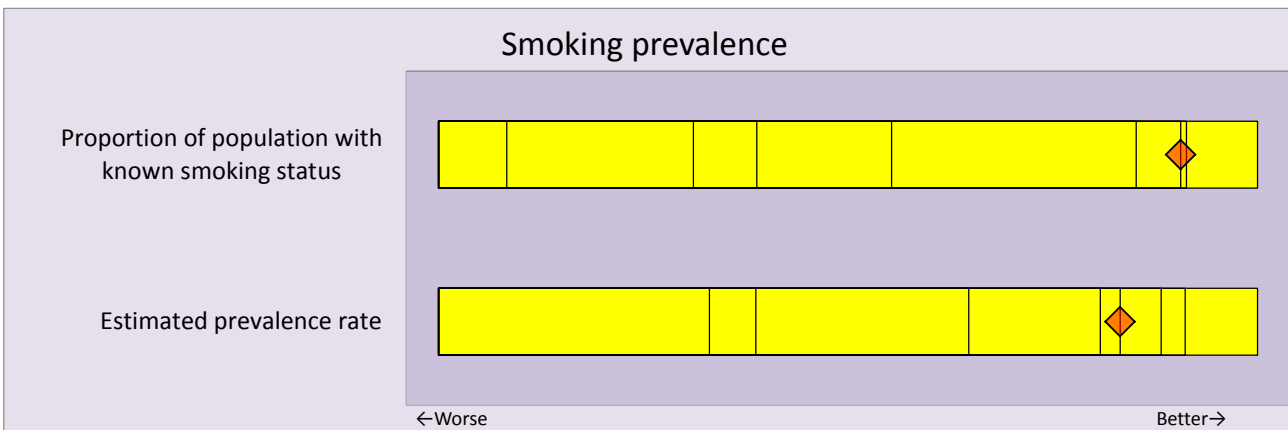 Smoking prevalence
Proportion of population with
known smoking status
Estimated prevalence rate
←Worse
Better→